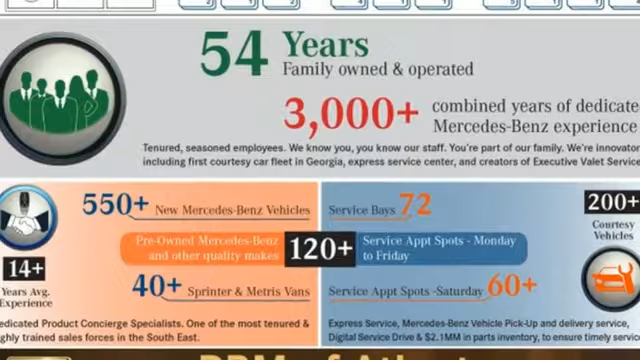 54 Years
Family owned & operated
3,000+ combined years of dedicate
Mercedes-Benz experience
Tenured, seasoned employees. We know you, you know our staff. You're part of our family. We're innovator
including first courtesy car fleet in Georgia, express service center, and creators of Executive Valet Service
550+ New Mercedes-Benz Vehicles
Service Bays 72
200+
Courtesy
Vehicles
Pre-Owned Mercedes-Benz
and other quality makes
120+
Service Appt Spots - Monday
to Friday
14+
Years Avg.
Experience
40+ Sprinter & Metris Vans
Service Appt Spots -Saturday 60+
edicated Product Concierge Specialists. One of the most tenured &
ghly trained sales forces in the South East.
Express Service, Mercedes-Benz Vehicle Pick-Up and delivery service,
Digital Service Drive & $2.1MM in parts inventory, to ensure timely servic